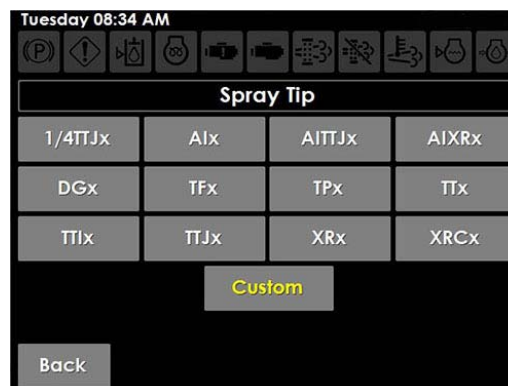 Tuesday 08:34 AM
(P)
Spray Tip
1/4TTJx AIx AITTJx AIXRx
DGx TFx TPx TTx
TTIx TTJx XRx XRCx
Custom
Back